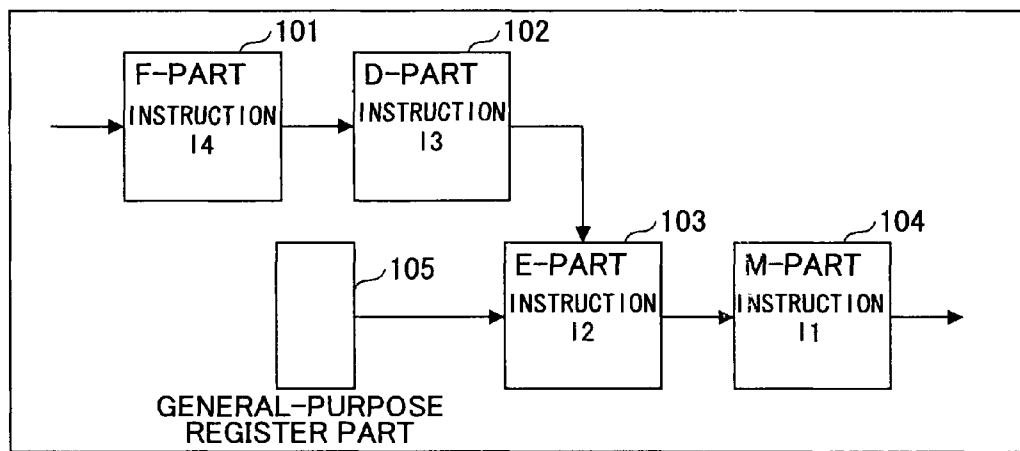 101
102
F-PART
INSTRUCTION
I4
D-PART
INSTRUCTION
I3
103
104
105
E-PART
INSTRUCTION
I2
M-PART
INSTRUCTION
I1
GENERAL-PURPOSE
REGISTER PART